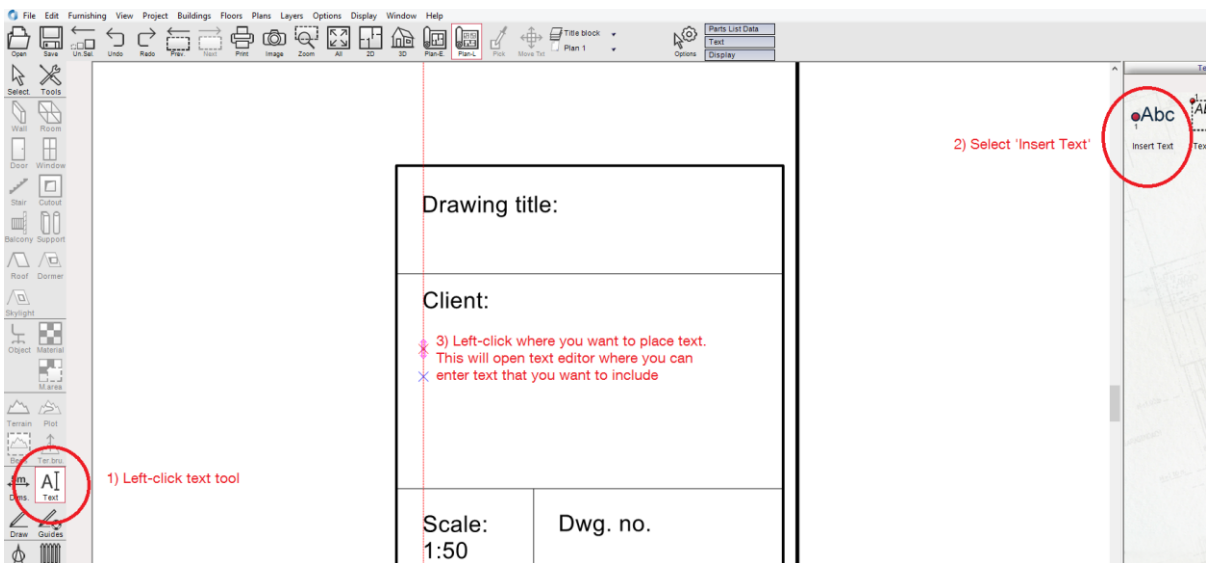 File Edit Furnishing View Project Buildings Floors Plans Layers Options Display Window Help
Open Save Un.Sel. Undo Redo Prev. Next Print Image Zoom All 2D 3D Plan-E. Plan-L. Pick Move Txt
Title block
Plan 1
Options
Parts List Data
Text
Display
Select. Tools
Wall Room
Door Window
Stair Cutout
Balcony Support
Roof Dormer
Skylight
Object Material
M.area
Terrain Plot
Ter.bru.
Dims. Text
Draw Guides
1) Left-click text tool
Drawing title:
Client:
3) Left-click where you want to place text.
This will open text editor where you can
enter text that you want to include
Scale:
1:50
Dwg. no.
2) Select 'Insert Text'
Abc
1
Insert Text